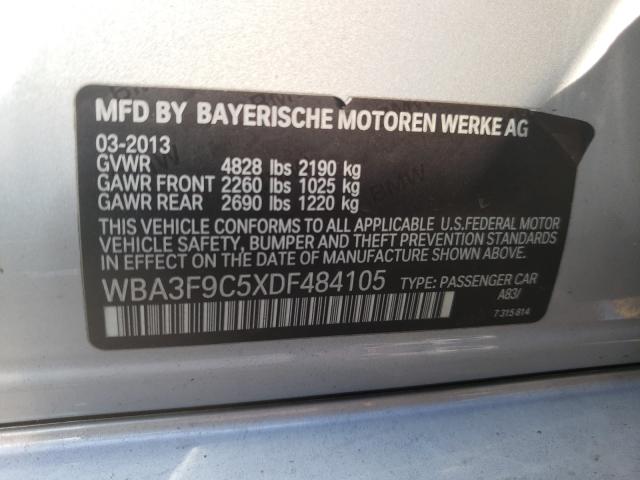 MFD BY BAYERISCHE MOTOREN WERKE AG
03-2013
GVWR 4828 lbs 2190 kg
GAWR FRONT 2260 lbs 1025 kg
GAWR REAR 2690 lbs 1220 kg
THIS VEHICLE CONFORMS TO ALL APPLICABLE U.S.FEDERAL MOTOR
VEHICLE SAFETY, BUMPER AND THEFT PREVENTION STANDARDS
IN EFFECT ON THE DATE OF MANUFACTURE SHOWN ABOVE.
WBA3F9C5XDF484105 TYPE: PASSENGER CAR
A83/
7 315 814